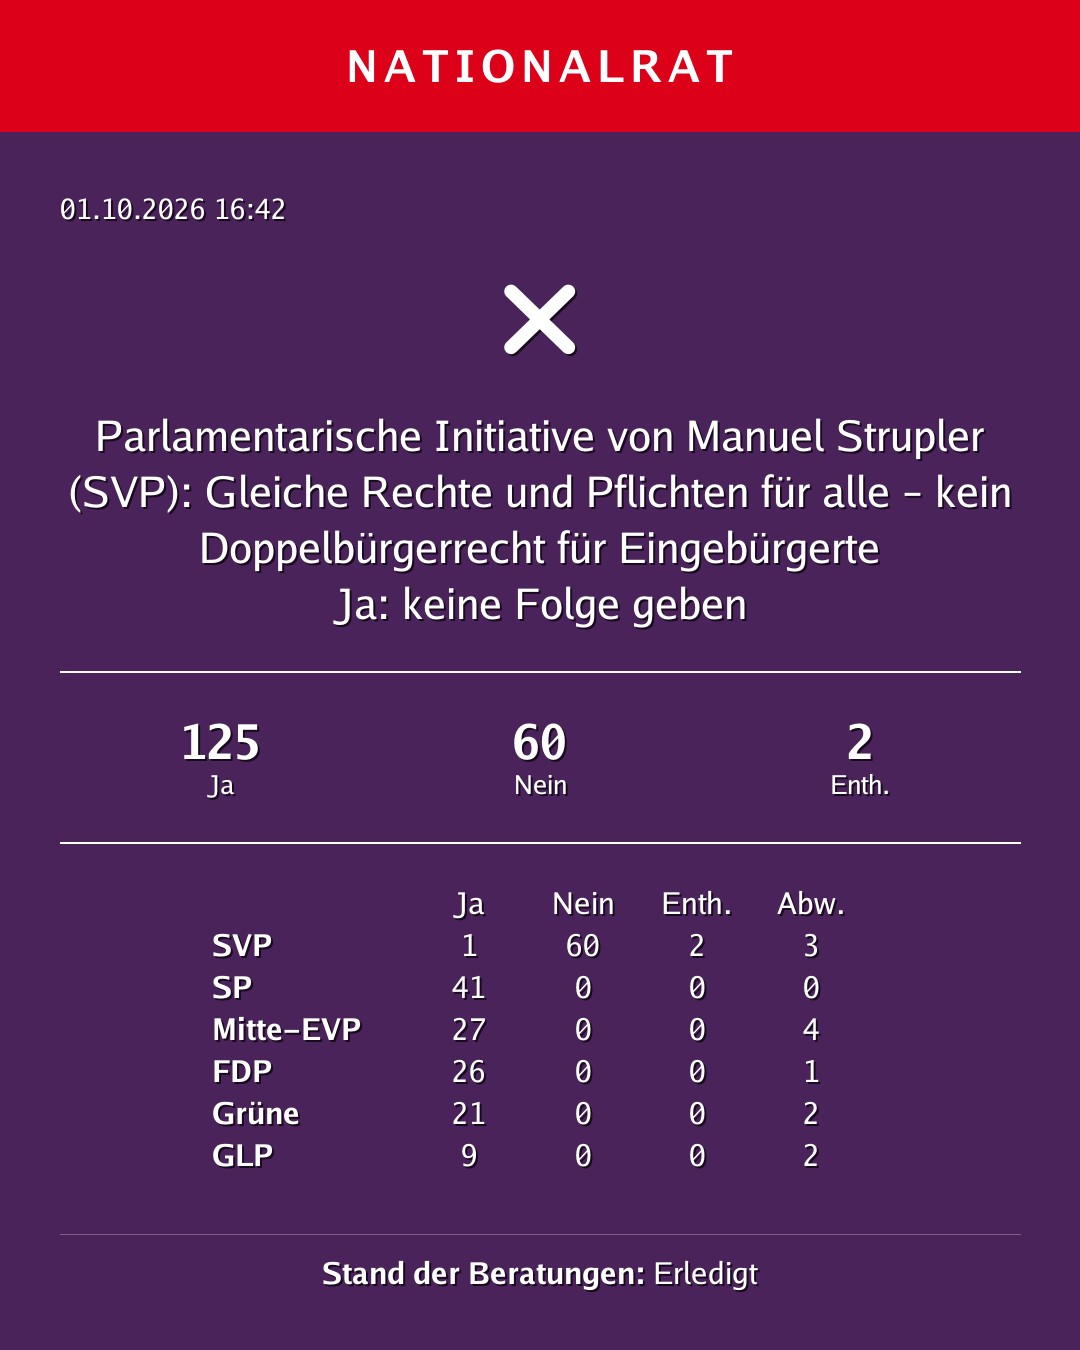 NATIONALRAT
01.10.2026 16:42
Parlamentarische Initiative von Manuel Strupler
(SVP): Gleiche Rechte und Pflichten für alle – kein
Doppelbürgerrecht für Eingebürgerte
Ja: keine Folge geben
125 60 2
Ja Nein Enth.
Ja Nein Enth. Abw.
SVP 1 60 2 3
SP 41 0 0 0
Mitte-EVP 27 0 0 4
FDP 26 0 0 1
Grüne 21 0 0 2
GLP 9 0 0 2
Stand der Beratungen: Erledigt